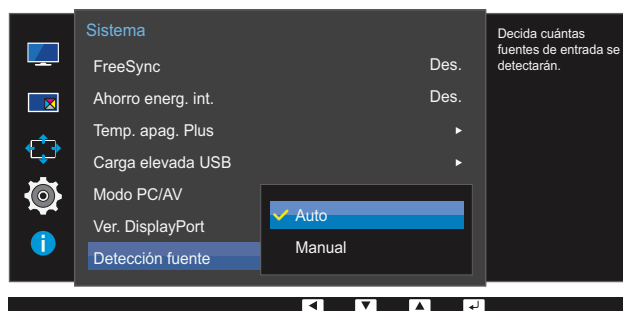 Sistema
FreeSync Des.
Ahorro energ. int. Des.
Temp. apag. Plus
Carga elevada USB
Modo PC/AV
Ver. DisplayPort
Detección fuente
Auto
Manual
Decida cuántas
fuentes de entrada se
detectarán.